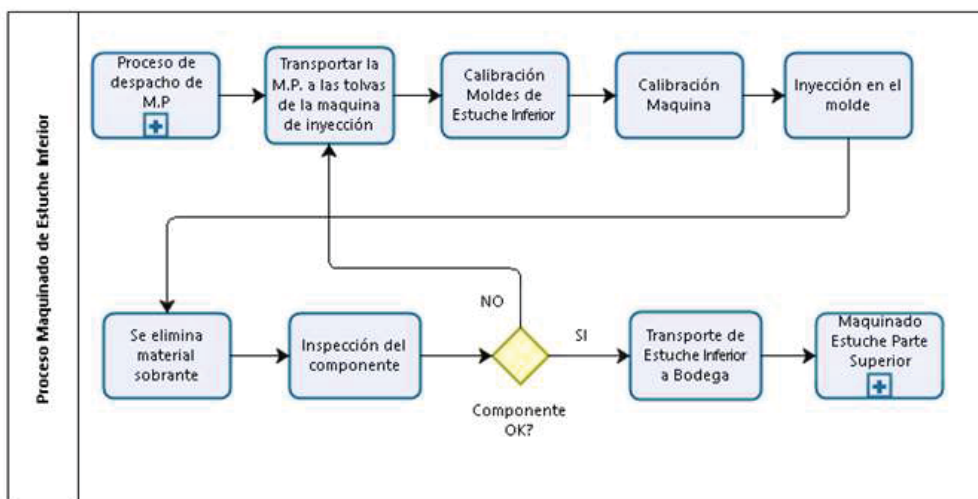 Proceso Maquinado de Estuche Inferior
Proceso de
despacho de
M.P
Transportar la
M.P. a las tolvas
de la maquina
de inyección
Calibración
Moldes de
Estuche Inferior
Calibración
Maquina
Inyección en el
molde
Se elimina
material
sobrante
Inspección del
componente
NO
SI
Componente
OK?
Transporte de
Estuche Inferior
a Bodega
Maquinado
Estuche Parte
Superior